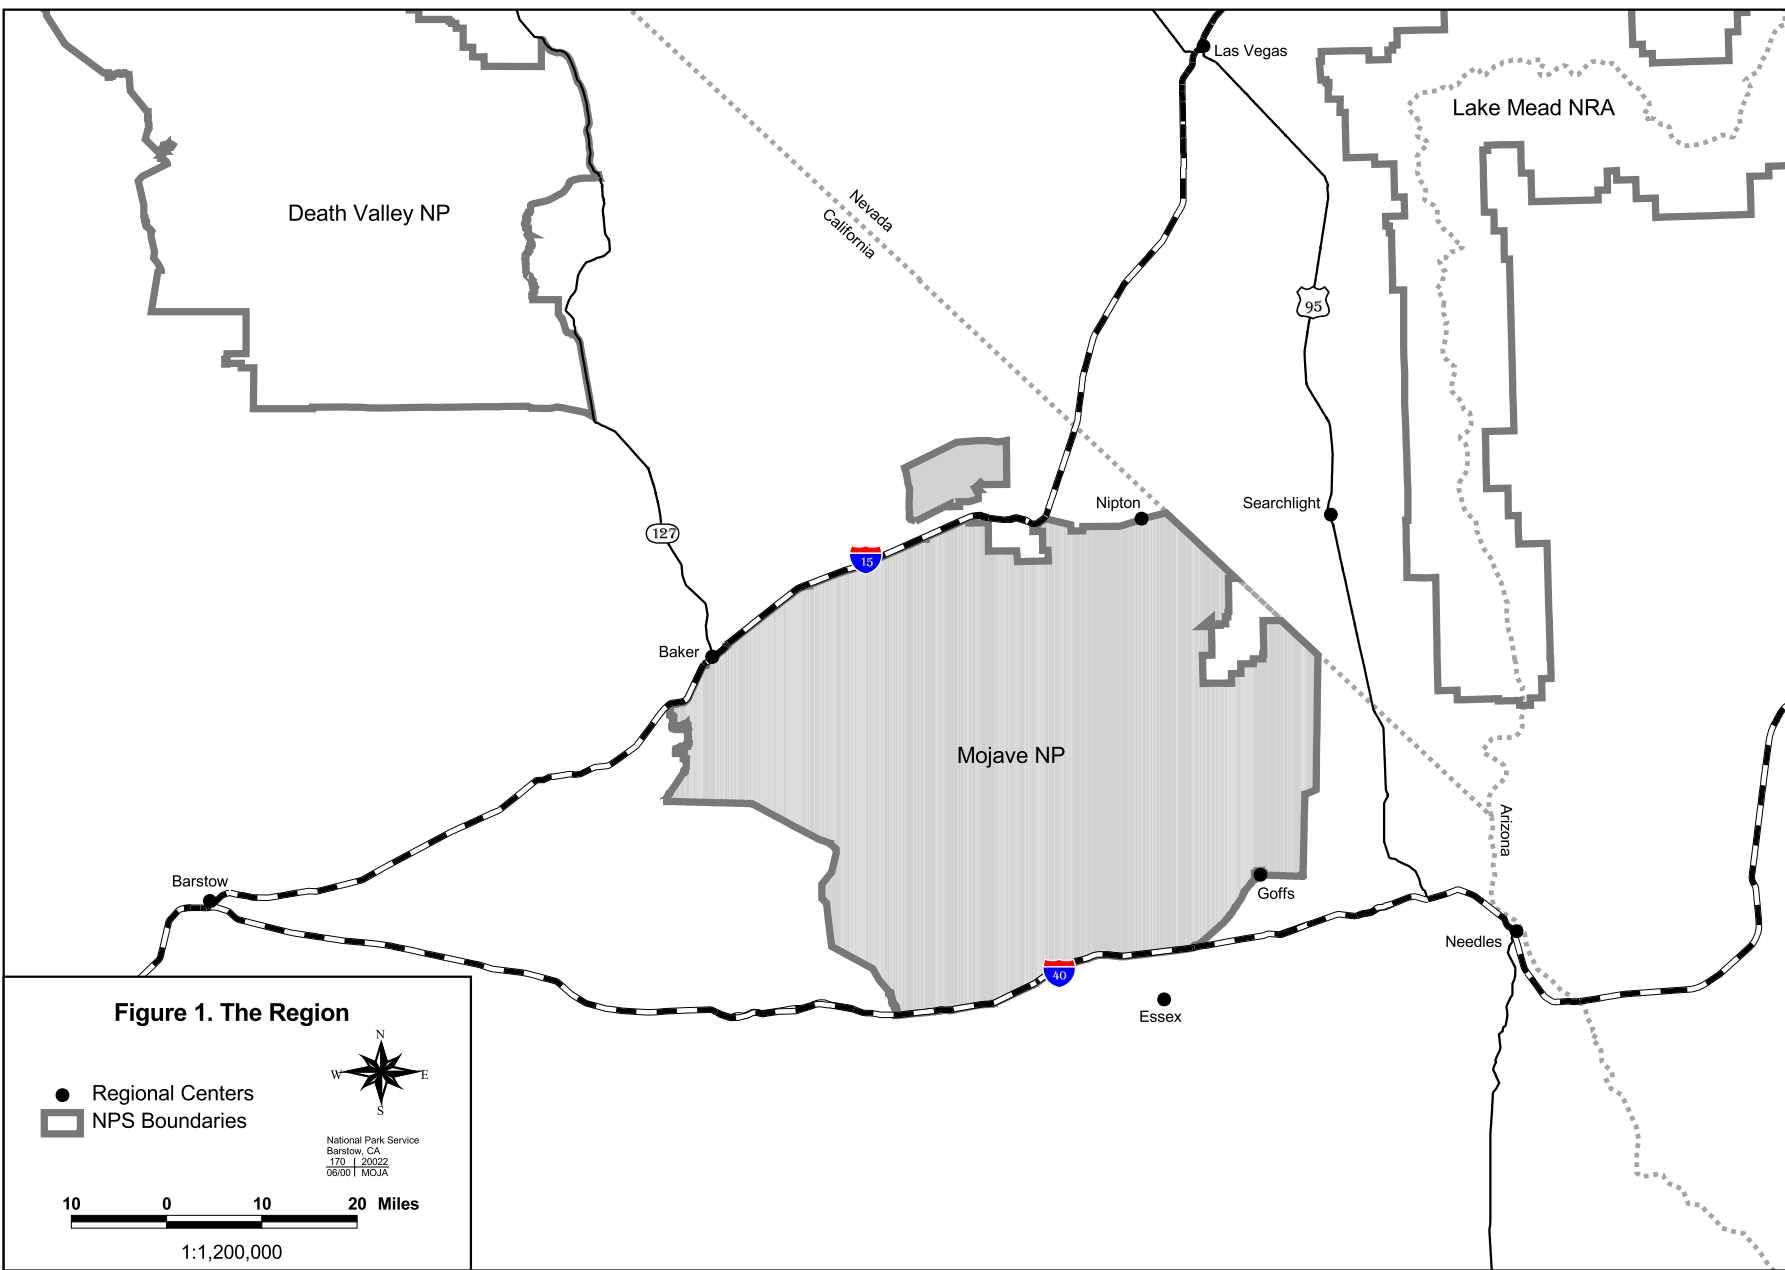 Las Vegas
Lake Mead NRA
Death Valley NP
Nevada
California
95
Nipton
Searchlight
127
15
Baker
Mojave NP
Arizona
Barstow
Goffs
Needles
40
Essex
Figure 1. The Region
N
W E
S
Regional Centers
NPS Boundaries
National Park Service
Barstow, CA
170 | 20022
06/00 | MOJA
10 0 10 20 Miles
1:1,200,000